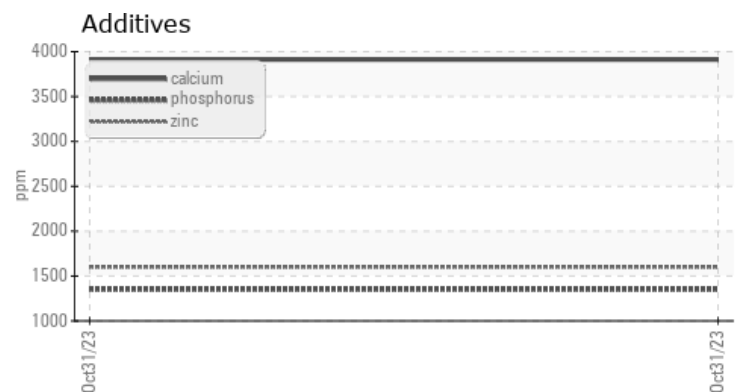 Additives
4000
3500
3000
2500
2000
1500
1000
ppm
calcium
phosphorus
zinc
Oct31/23
Oct31/23